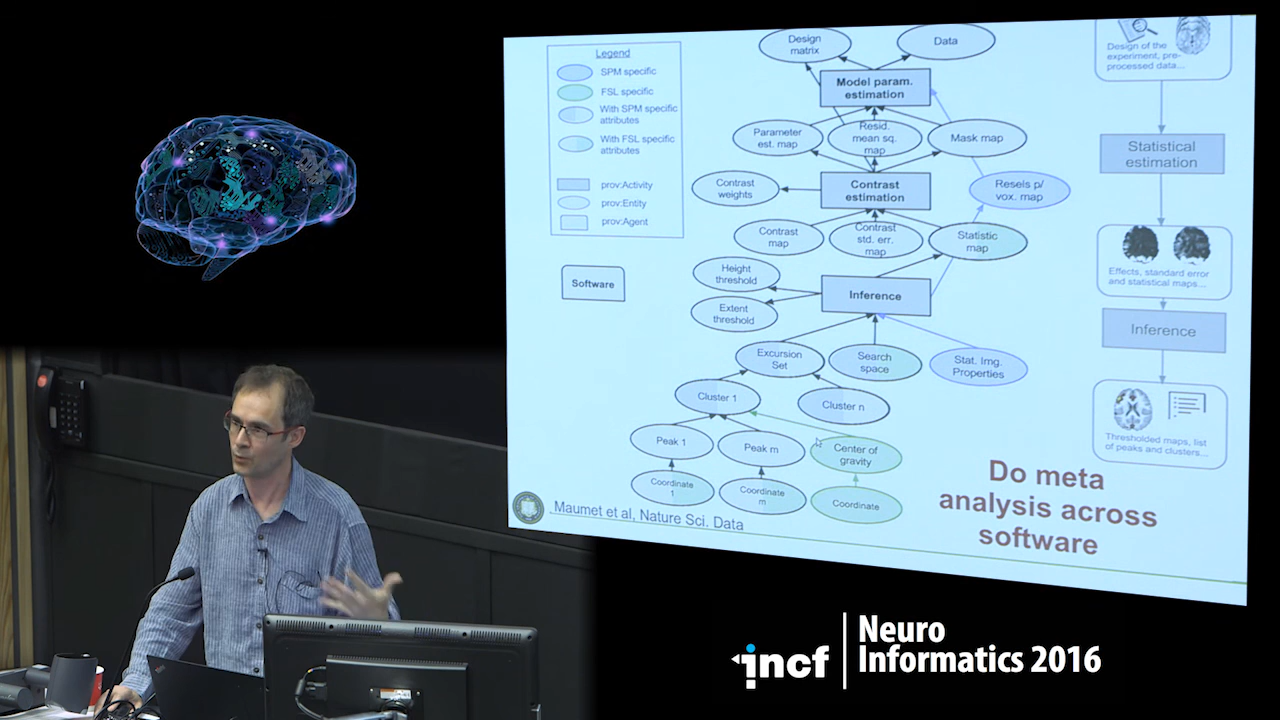 Legend
SPM specific
FSL specific
With SPM specific
attributes
With FSL specific
attributes
prov:Activity
prov:Entity
prov:Agent
Software
Design
matrix
Data
Model param.
estimation
Parameter
est. map
Resid.
mean sq.
map
Mask map
Contrast
weights
Contrast
estimation
Resels p/
vox. map
Contrast
map
Contrast
std. err.
map
Statistic
map
Height
threshold
Inference
Extent
threshold
Excursion
Set
Search
space
Stat. Img.
Properties
Cluster 1
Cluster n
Peak 1
Peak m
Center of
gravity
Coordinate
1
Coordinate
m
Coordinate
Design of the
experiment, pre-
processed data...
Statistical
estimation
Effects, standard error
and statistical maps...
Inference
Thresholded maps, list
of peaks and clusters...
Do meta
analysis across
software
Maumet et al, Nature Sci. Data
incf
Neuro
Informatics 2016